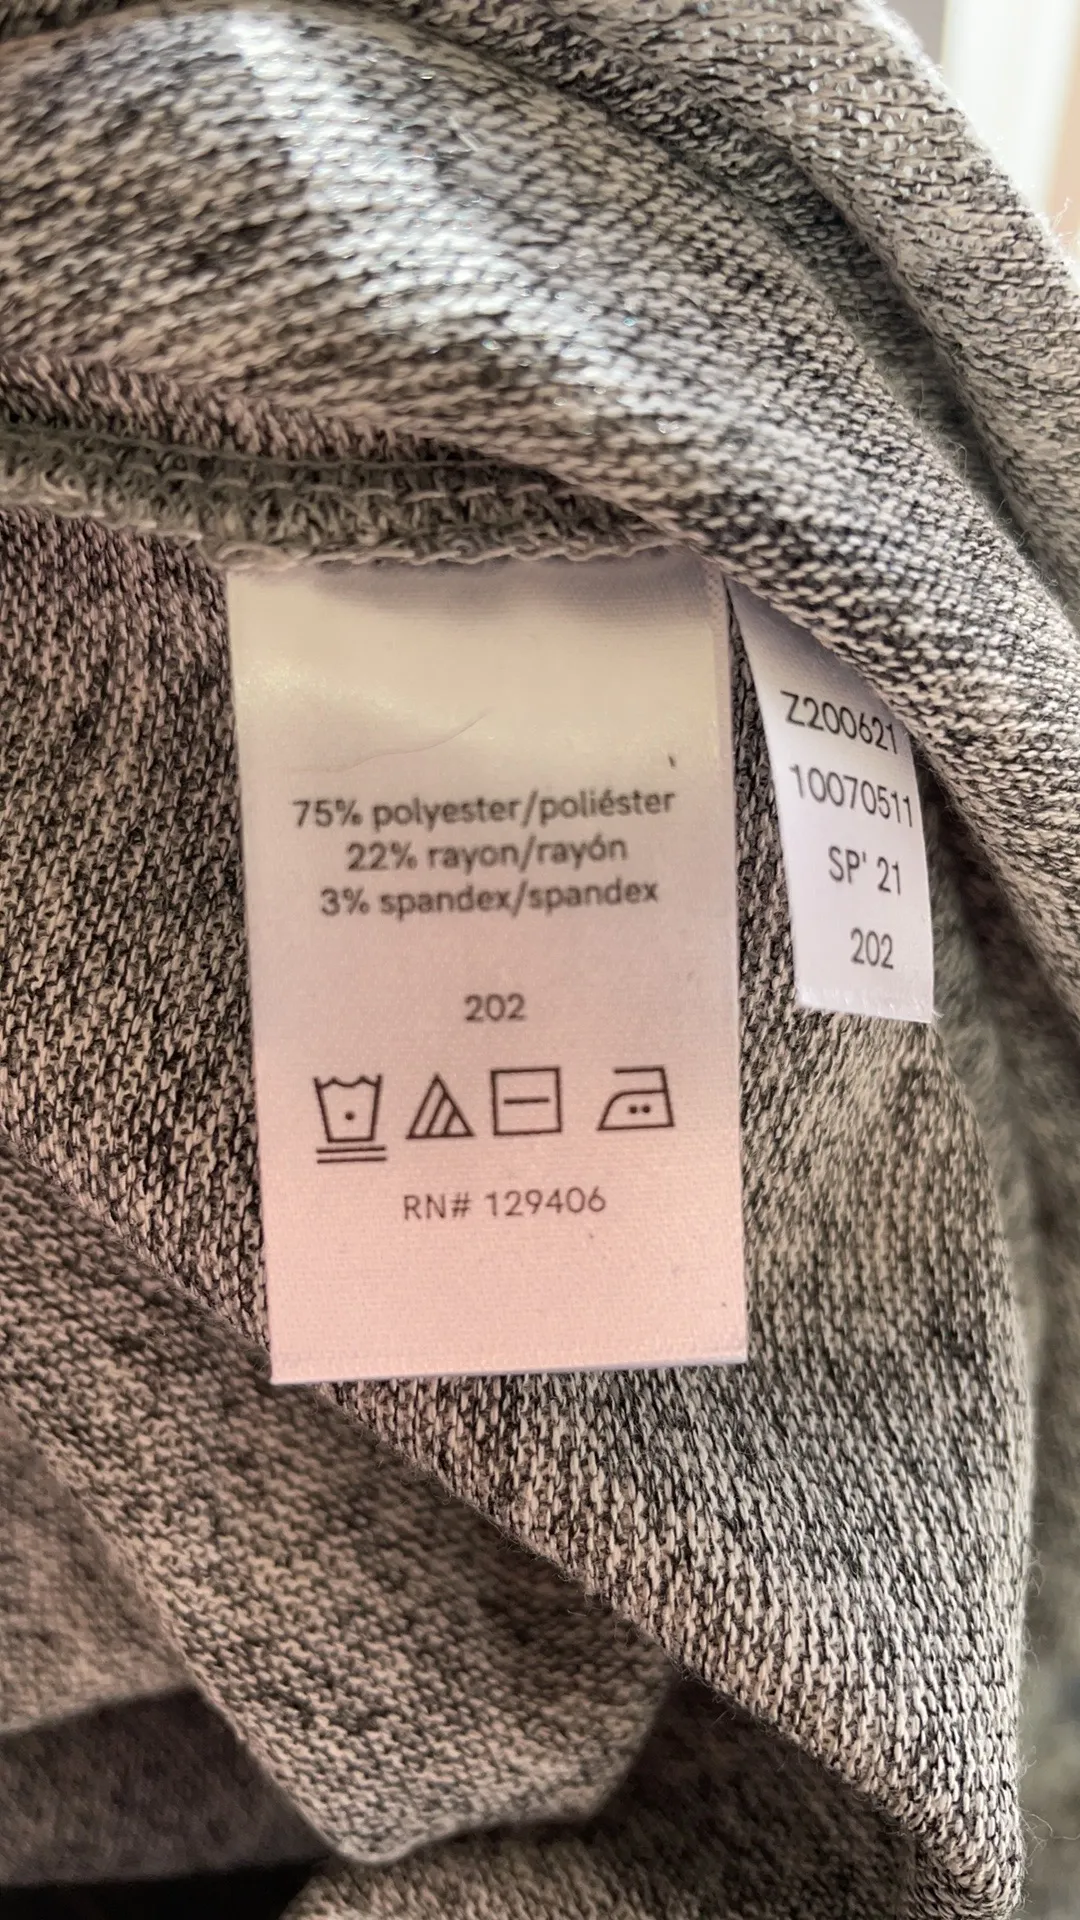 75% polyester/poliéster
22% rayon/rayón
3% spandex/spandex
202
RN# 129406
Z200621
10070511
SP' 21
202